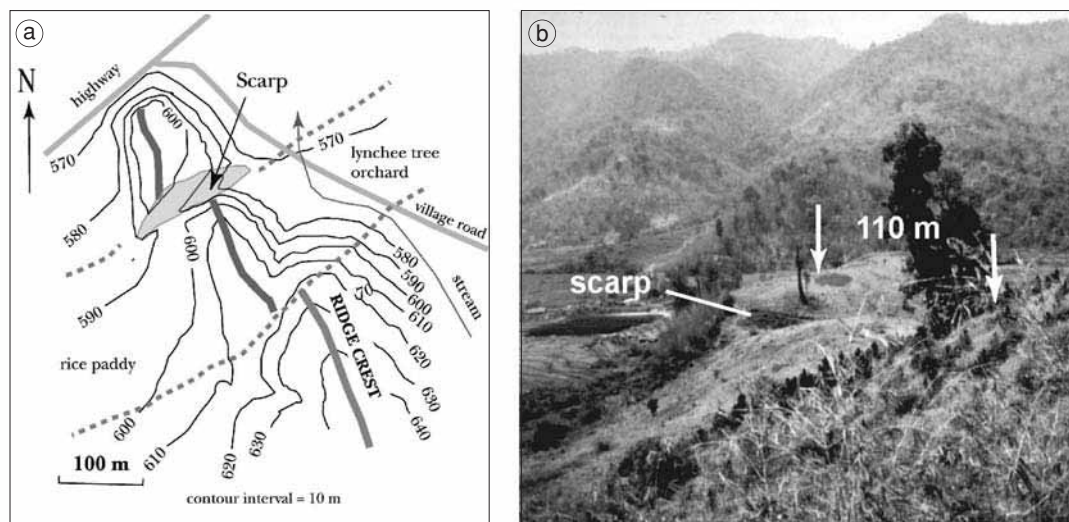 a
N
highway
Scarp
600
570
570
lynchee tree
orchard
village road
580
600
580
590
600
610
70
stream
590
RIDGE CREST
620
rice paddy
630
600
640
610
620
630
100 m
contour interval = 10 m
b
110 m
scarp